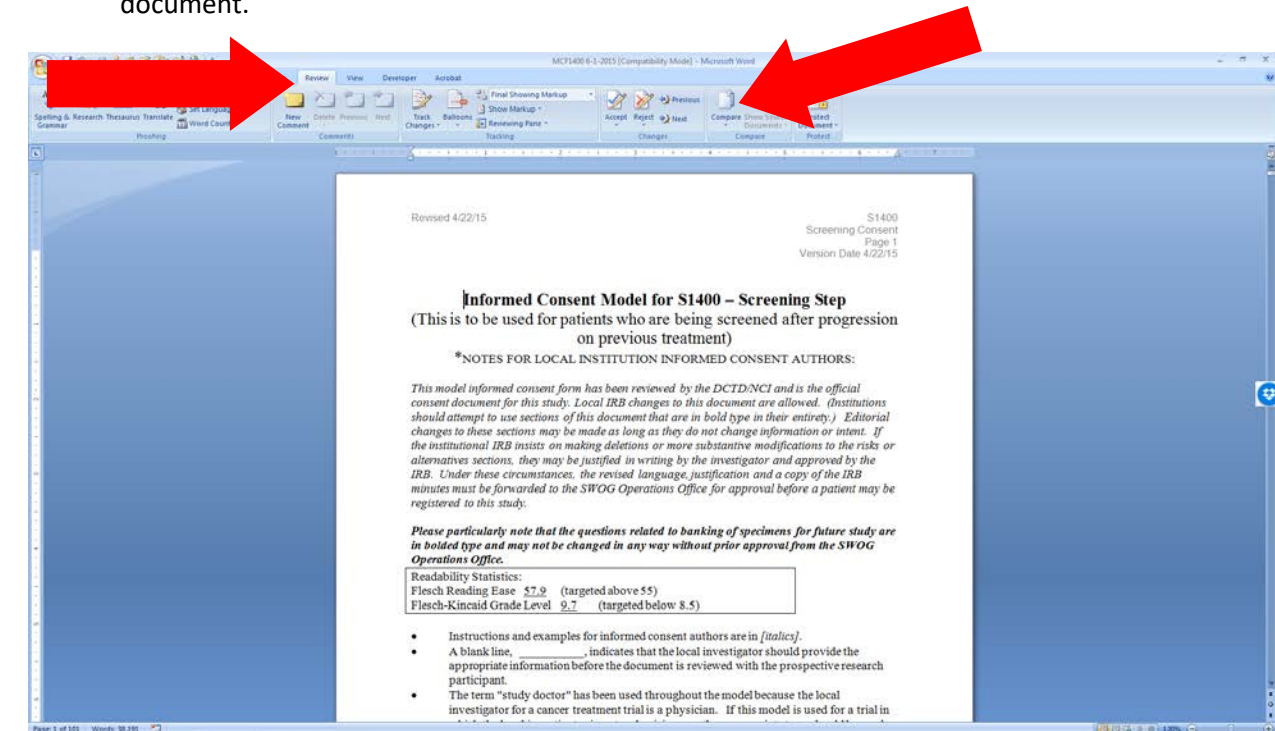 document.
MCF1400 6-1-2015 [Compatibility Mode] - Microsoft Word
Review View Developer Acrobat
Final Showing Markup
Show Markup
Reviewing Pane
Previous
Next
Spelling & Grammar Research Thesaurus Translate Set Language Word Count
New Comment Delete Previous Next
Track Changes Balloons
Accept Reject
Compare
Proofing Comments Tracking Changes Compare Protect
Revised 4/22/15 S1400
Screening Consent
Page 1
Version Date 4/22/15
Informed Consent Model for S1400 – Screening Step
(This is to be used for patients who are being screened after progression
on previous treatment)
*NOTES FOR LOCAL INSTITUTION INFORMED CONSENT AUTHORS:
This model informed consent form has been reviewed by the DCTD/NCI and is the official
consent document for this study. Local IRB changes to this document are allowed. (Institutions
should attempt to use sections of this document that are in bold type in their entirety.) Editorial
changes to these sections may be made as long as they do not change information or intent. If
the institutional IRB insists on making deletions or more substantive modifications to the risks or
alternatives sections, they may be justified in writing by the investigator and approved by the
IRB. Under these circumstances, the revised language, justification and a copy of the IRB
minutes must be forwarded to the SWOG Operations Office for approval before a patient may be
registered to this study.
Please particularly note that the questions related to banking of specimens for future study are
in bolded type and may not be changed in any way without prior approval from the SWOG
Operations Office.
Readability Statistics:
Flesch Reading Ease 57.9 (targeted above 55)
Flesch-Kincaid Grade Level 9.7 (targeted below 8.5)
• Instructions and examples for informed consent authors are in [italics].
• A blank line, ___________, indicates that the local investigator should provide the
appropriate information before the document is reviewed with the prospective research
participant.
• The term "study doctor" has been used throughout the model because the local
investigator for a cancer treatment trial is a physician. If this model is used for a trial in
Page: 1 of 101 Words: 38,191 130%